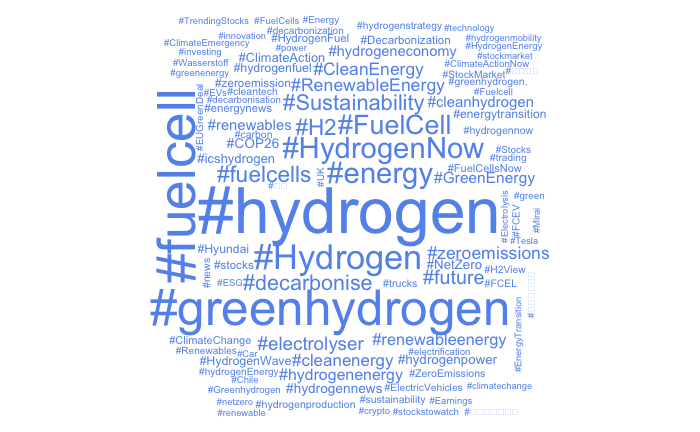 #TrendingStocks #FuelCells #Energy
#hydrogenstrategy #technology
#innovation #decarbonization
#HydrogenFuel #Decarbonization #hydrogenmobility
#ClimateEmergency #power #HydrogenEnergy
#investing #ClimateAction #hydrogeneconomy #stockmarket
#Wasserstoff #ClimateActionNow
#greenenergy #hydrogenfuel #CleanEnergy #StockMarket
#zeroemission #RenewableEnergy #greenhydrogen.
#EVs #cleantech #Fuelcell
#decarbonisation #Sustainability #cleanhydrogen
#energynews #energytransition
#EUGreenDeal
#renewables #H2 #FuelCell #hydrogennow
#carbon
#COP26 #HydrogenNow #Stocks
#icshydrogen #trading
#fuelcell
#fuelcells #UK #energy #FuelCellsNow
#GreenEnergy
#hydrogen #Electrolysis #green
#FCEV #Mirai
#Tesla
#Hyundai #Hydrogen #zeroemissions
#news #stocks #NetZero #H2View
#ESG #decarbonise #trucks #future #FCEL
#greenhydrogen
#EnergyTransition
#ClimateChange #electrolyser #renewableenergy
#Renewables #Car #electrification
#HydrogenWave #cleanenergy #hydrogenpower
#hydrogenEnergy #hydrogenenergy #ZeroEmissions
#Chile
#Greenhydrogen #hydrogennews #ElectricVehicles #climatechange
#netzero #hydrogenproduction #sustainability #Earnings
#renewable #crypto #stockstowatch